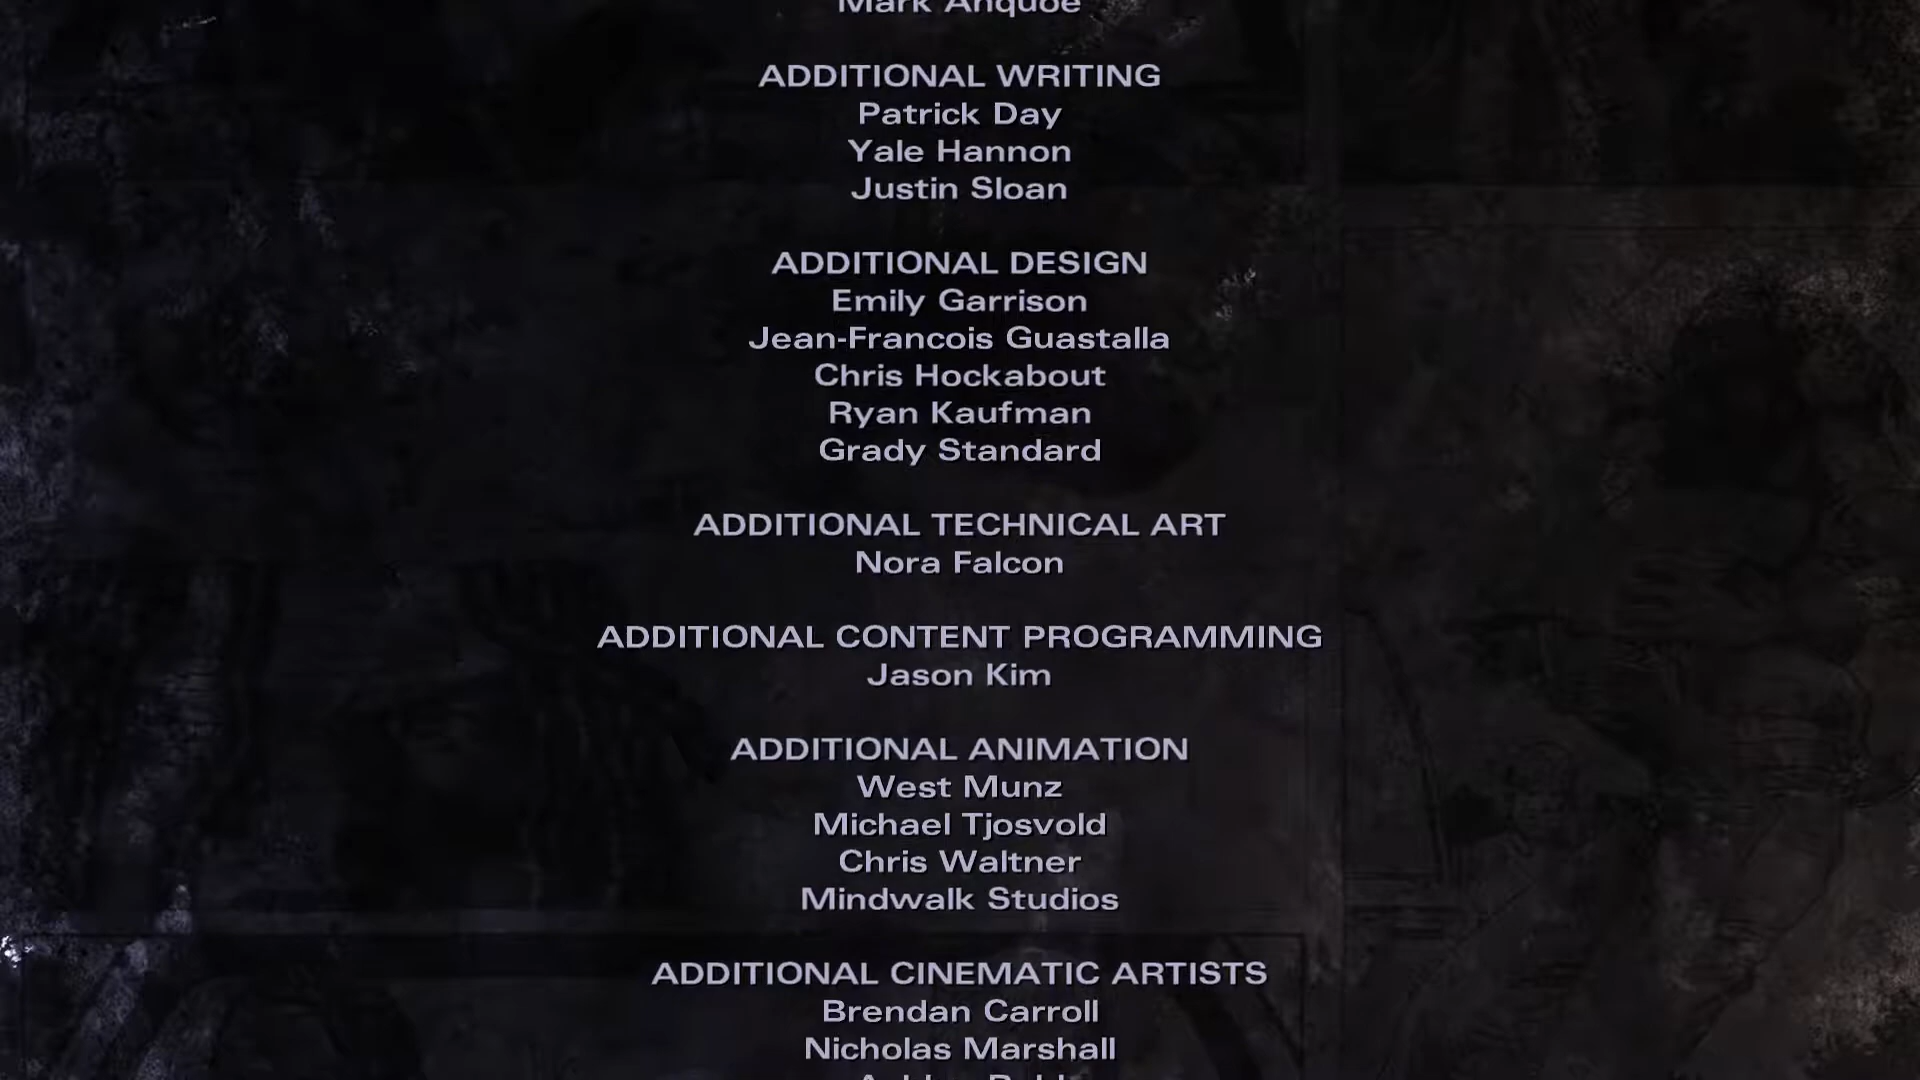 Mark Anquoe
ADDITIONAL WRITING
Patrick Day
Yale Hannon
Justin Sloan
ADDITIONAL DESIGN
Emily Garrison
Jean-Francois Guastalla
Chris Hockabout
Ryan Kaufman
Grady Standard
ADDITIONAL TECHNICAL ART
Nora Falcon
ADDITIONAL CONTENT PROGRAMMING
Jason Kim
ADDITIONAL ANIMATION
West Munz
Michael Tjosvold
Chris Waltner
Mindwalk Studios
ADDITIONAL CINEMATIC ARTISTS
Brendan Carroll
Nicholas Marshall